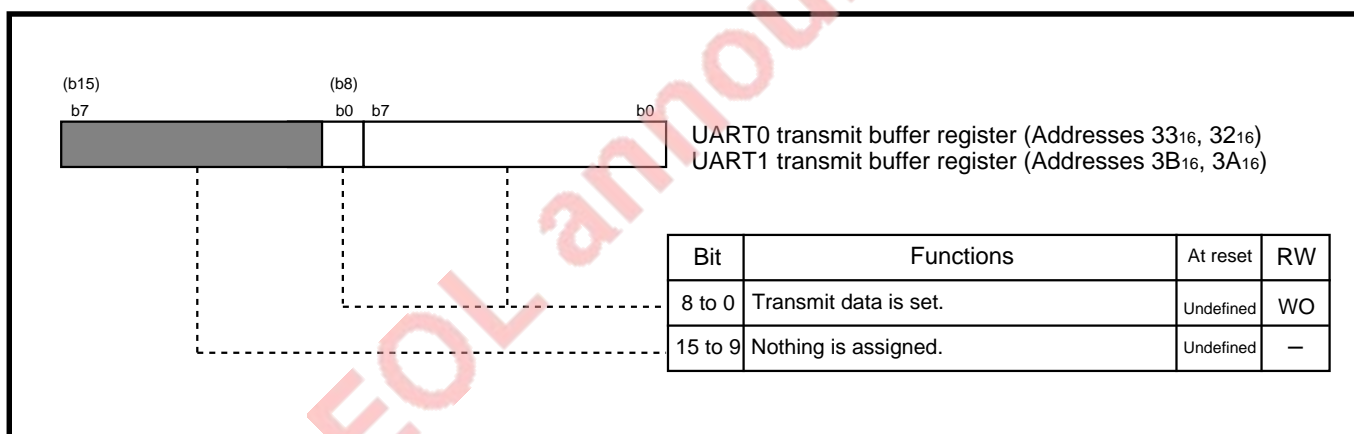 (b15) (b8)
b7 b0 b7 b0
UART0 transmit buffer register (Addresses 33₁₆, 32₁₆)
UART1 transmit buffer register (Addresses 3B₁₆, 3A₁₆)
Bit Functions At reset RW
8 to 0 Transmit data is set. Undefined WO
15 to 9 Nothing is assigned. Undefined –
EOL annou